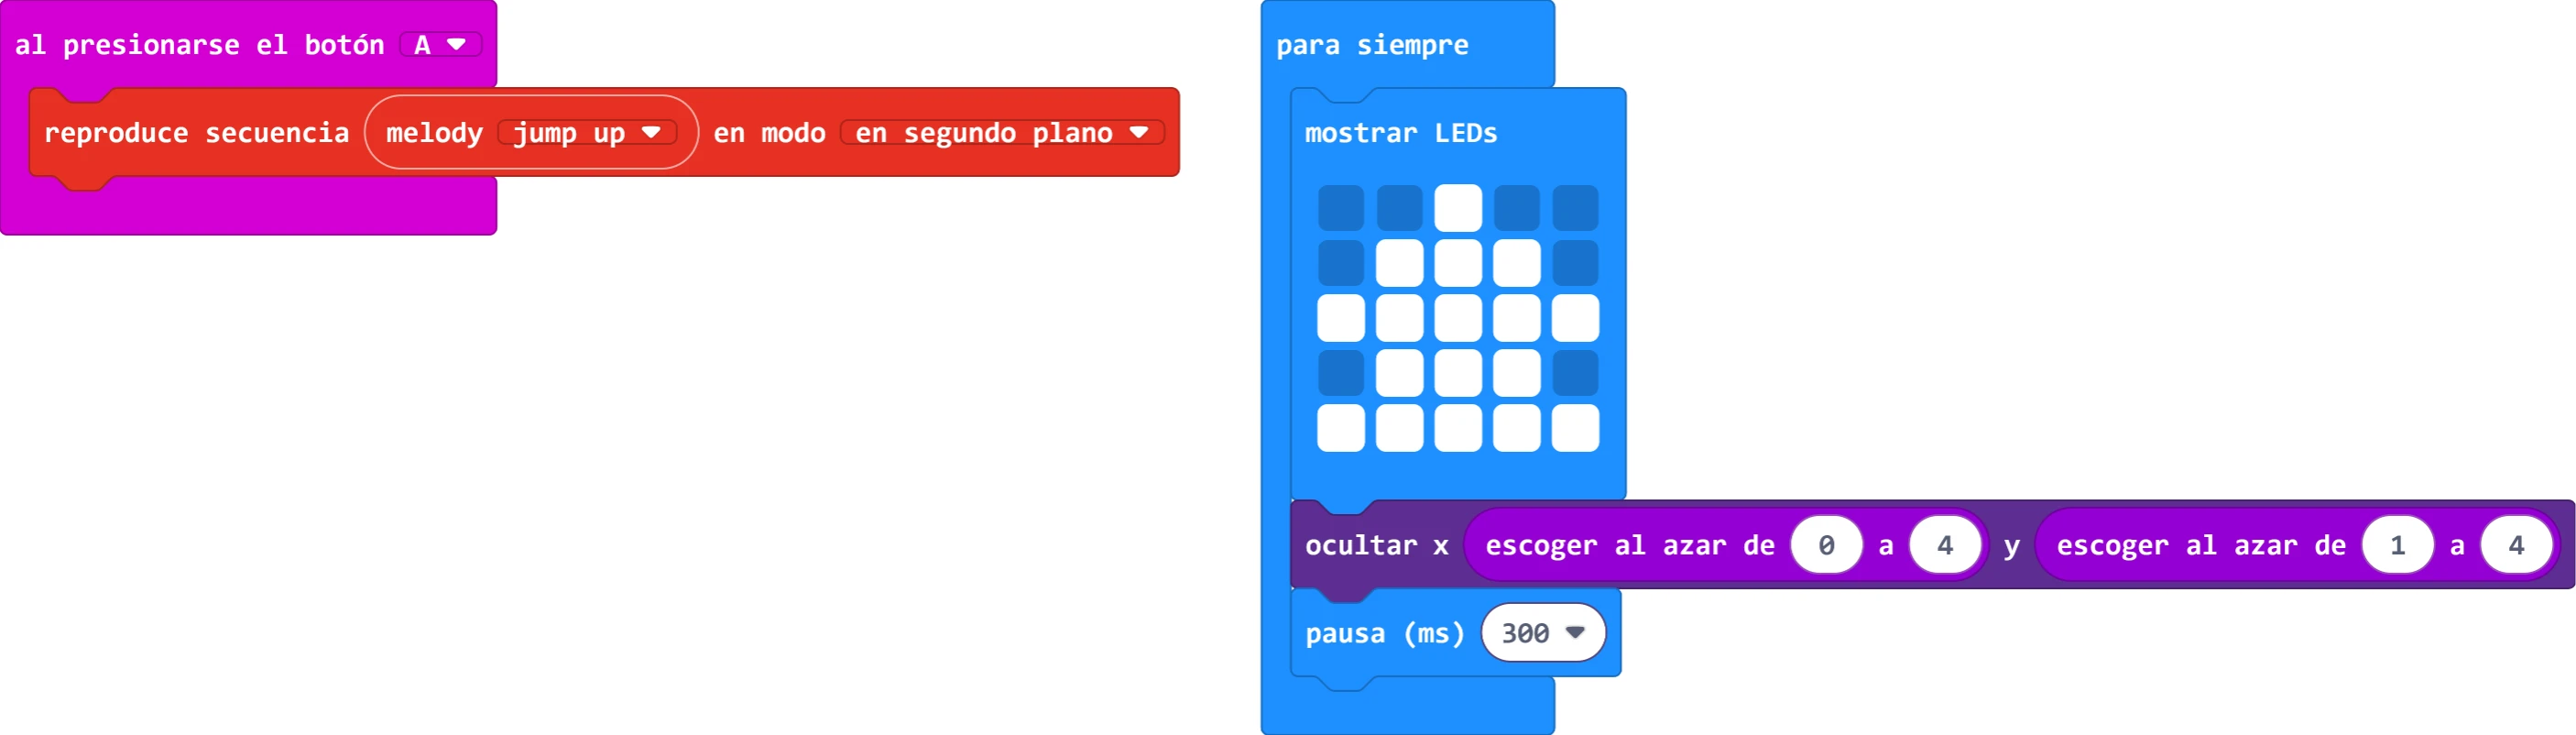 al presionarse el botón A
reproduce secuencia melody jump up en modo en segundo plano
para siempre
mostrar LEDs
ocultar x escoger al azar de 0 a 4 y escoger al azar de 1 a 4
pausa (ms) 300